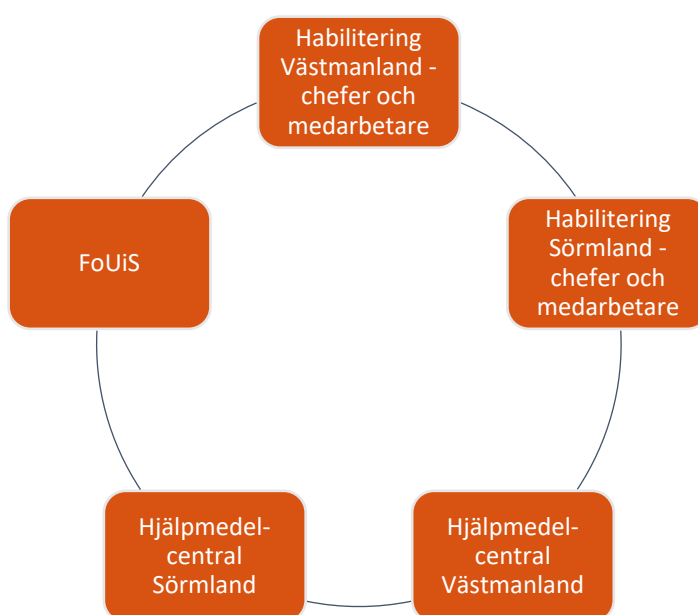 Habilitering
Västmanland -
chefer och
medarbetare
Habilitering
Sörmland -
chefer och
medarbetare
Hjälpmedel-
central
Västmanland
Hjälpmedel-
central
Sörmland
FoUiS